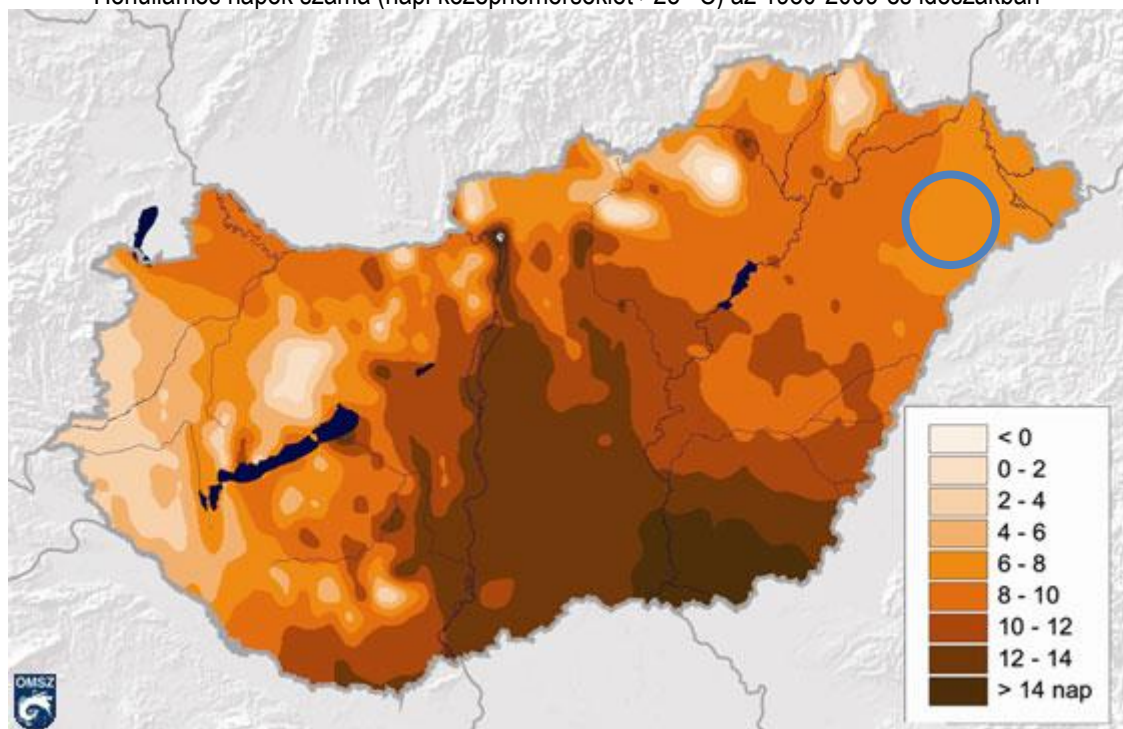 Hőhullámos napok száma (napi középhőmérséklet > 25 °C) az 1980-2009-es időszakban
< 0
0 - 2
2 - 4
4 - 6
6 - 8
8 - 10
10 - 12
12 - 14
> 14 nap
OMSZ